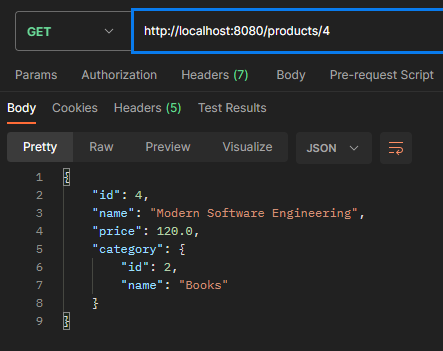 GET http://localhost:8080/products/4
Params Authorization Headers (7) Body Pre-request Script
Body Cookies Headers (5) Test Results
Pretty Raw Preview Visualize JSON
1 {
2 "id": 4,
3 "name": "Modern Software Engineering",
4 "price": 120.0,
5 "category": {
6 "id": 2,
7 "name": "Books"
8 }
9 }